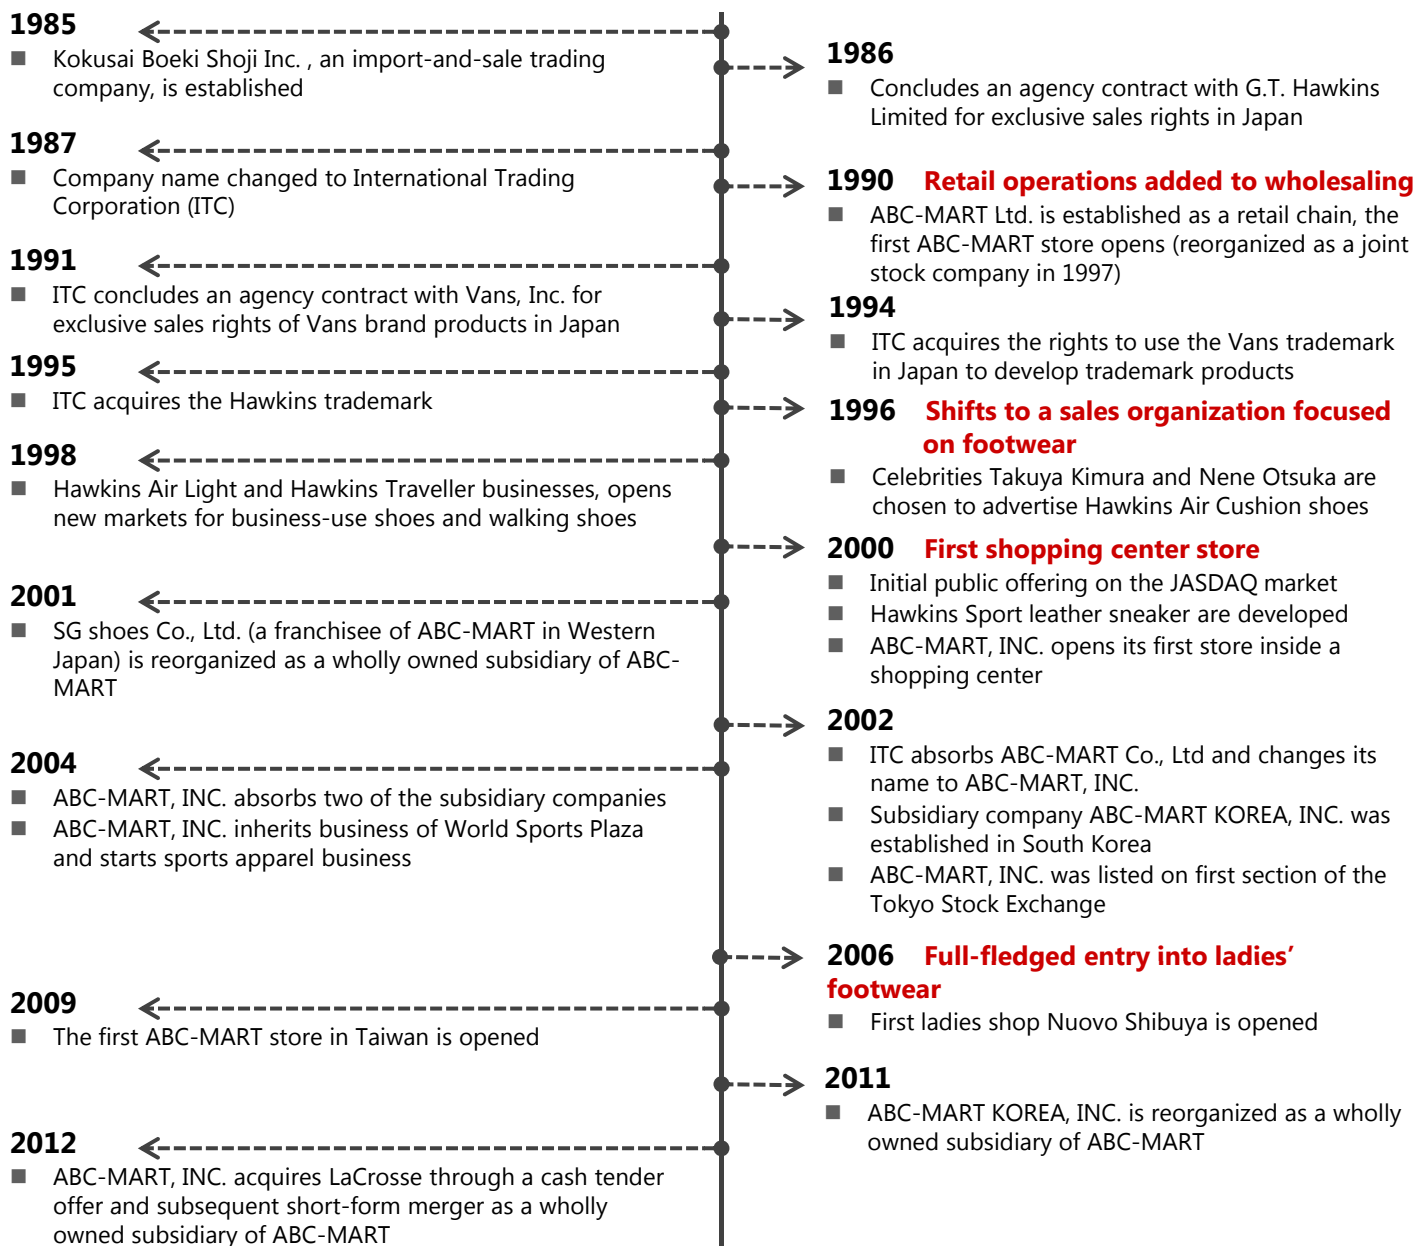 1985
■ Kokusai Boeki Shoji Inc. , an import-and-sale trading
company, is established
1986
■ Concludes an agency contract with G.T. Hawkins
Limited for exclusive sales rights in Japan
1987
■ Company name changed to International Trading
Corporation (ITC)
1990 Retail operations added to wholesaling
■ ABC-MART Ltd. is established as a retail chain, the
first ABC-MART store opens (reorganized as a joint
stock company in 1997)
1991
■ ITC concludes an agency contract with Vans, Inc. for
exclusive sales rights of Vans brand products in Japan
1994
■ ITC acquires the rights to use the Vans trademark
in Japan to develop trademark products
1995
■ ITC acquires the Hawkins trademark
1996 Shifts to a sales organization focused
on footwear
■ Celebrities Takuya Kimura and Nene Otsuka are
chosen to advertise Hawkins Air Cushion shoes
1998
■ Hawkins Air Light and Hawkins Traveller businesses, opens
new markets for business-use shoes and walking shoes
2000 First shopping center store
■ Initial public offering on the JASDAQ market
■ Hawkins Sport leather sneaker are developed
■ ABC-MART, INC. opens its first store inside a
shopping center
2001
■ SG shoes Co., Ltd. (a franchisee of ABC-MART in Western
Japan) is reorganized as a wholly owned subsidiary of ABC-
MART
2002
■ ITC absorbs ABC-MART Co., Ltd and changes its
name to ABC-MART, INC.
■ Subsidiary company ABC-MART KOREA, INC. was
established in South Korea
■ ABC-MART, INC. was listed on first section of the
Tokyo Stock Exchange
2004
■ ABC-MART, INC. absorbs two of the subsidiary companies
■ ABC-MART, INC. inherits business of World Sports Plaza
and starts sports apparel business
2006 Full-fledged entry into ladies’
footwear
■ First ladies shop Nuovo Shibuya is opened
2009
■ The first ABC-MART store in Taiwan is opened
2011
■ ABC-MART KOREA, INC. is reorganized as a wholly
owned subsidiary of ABC-MART
2012
■ ABC-MART, INC. acquires LaCrosse through a cash tender
offer and subsequent short-form merger as a wholly
owned subsidiary of ABC-MART